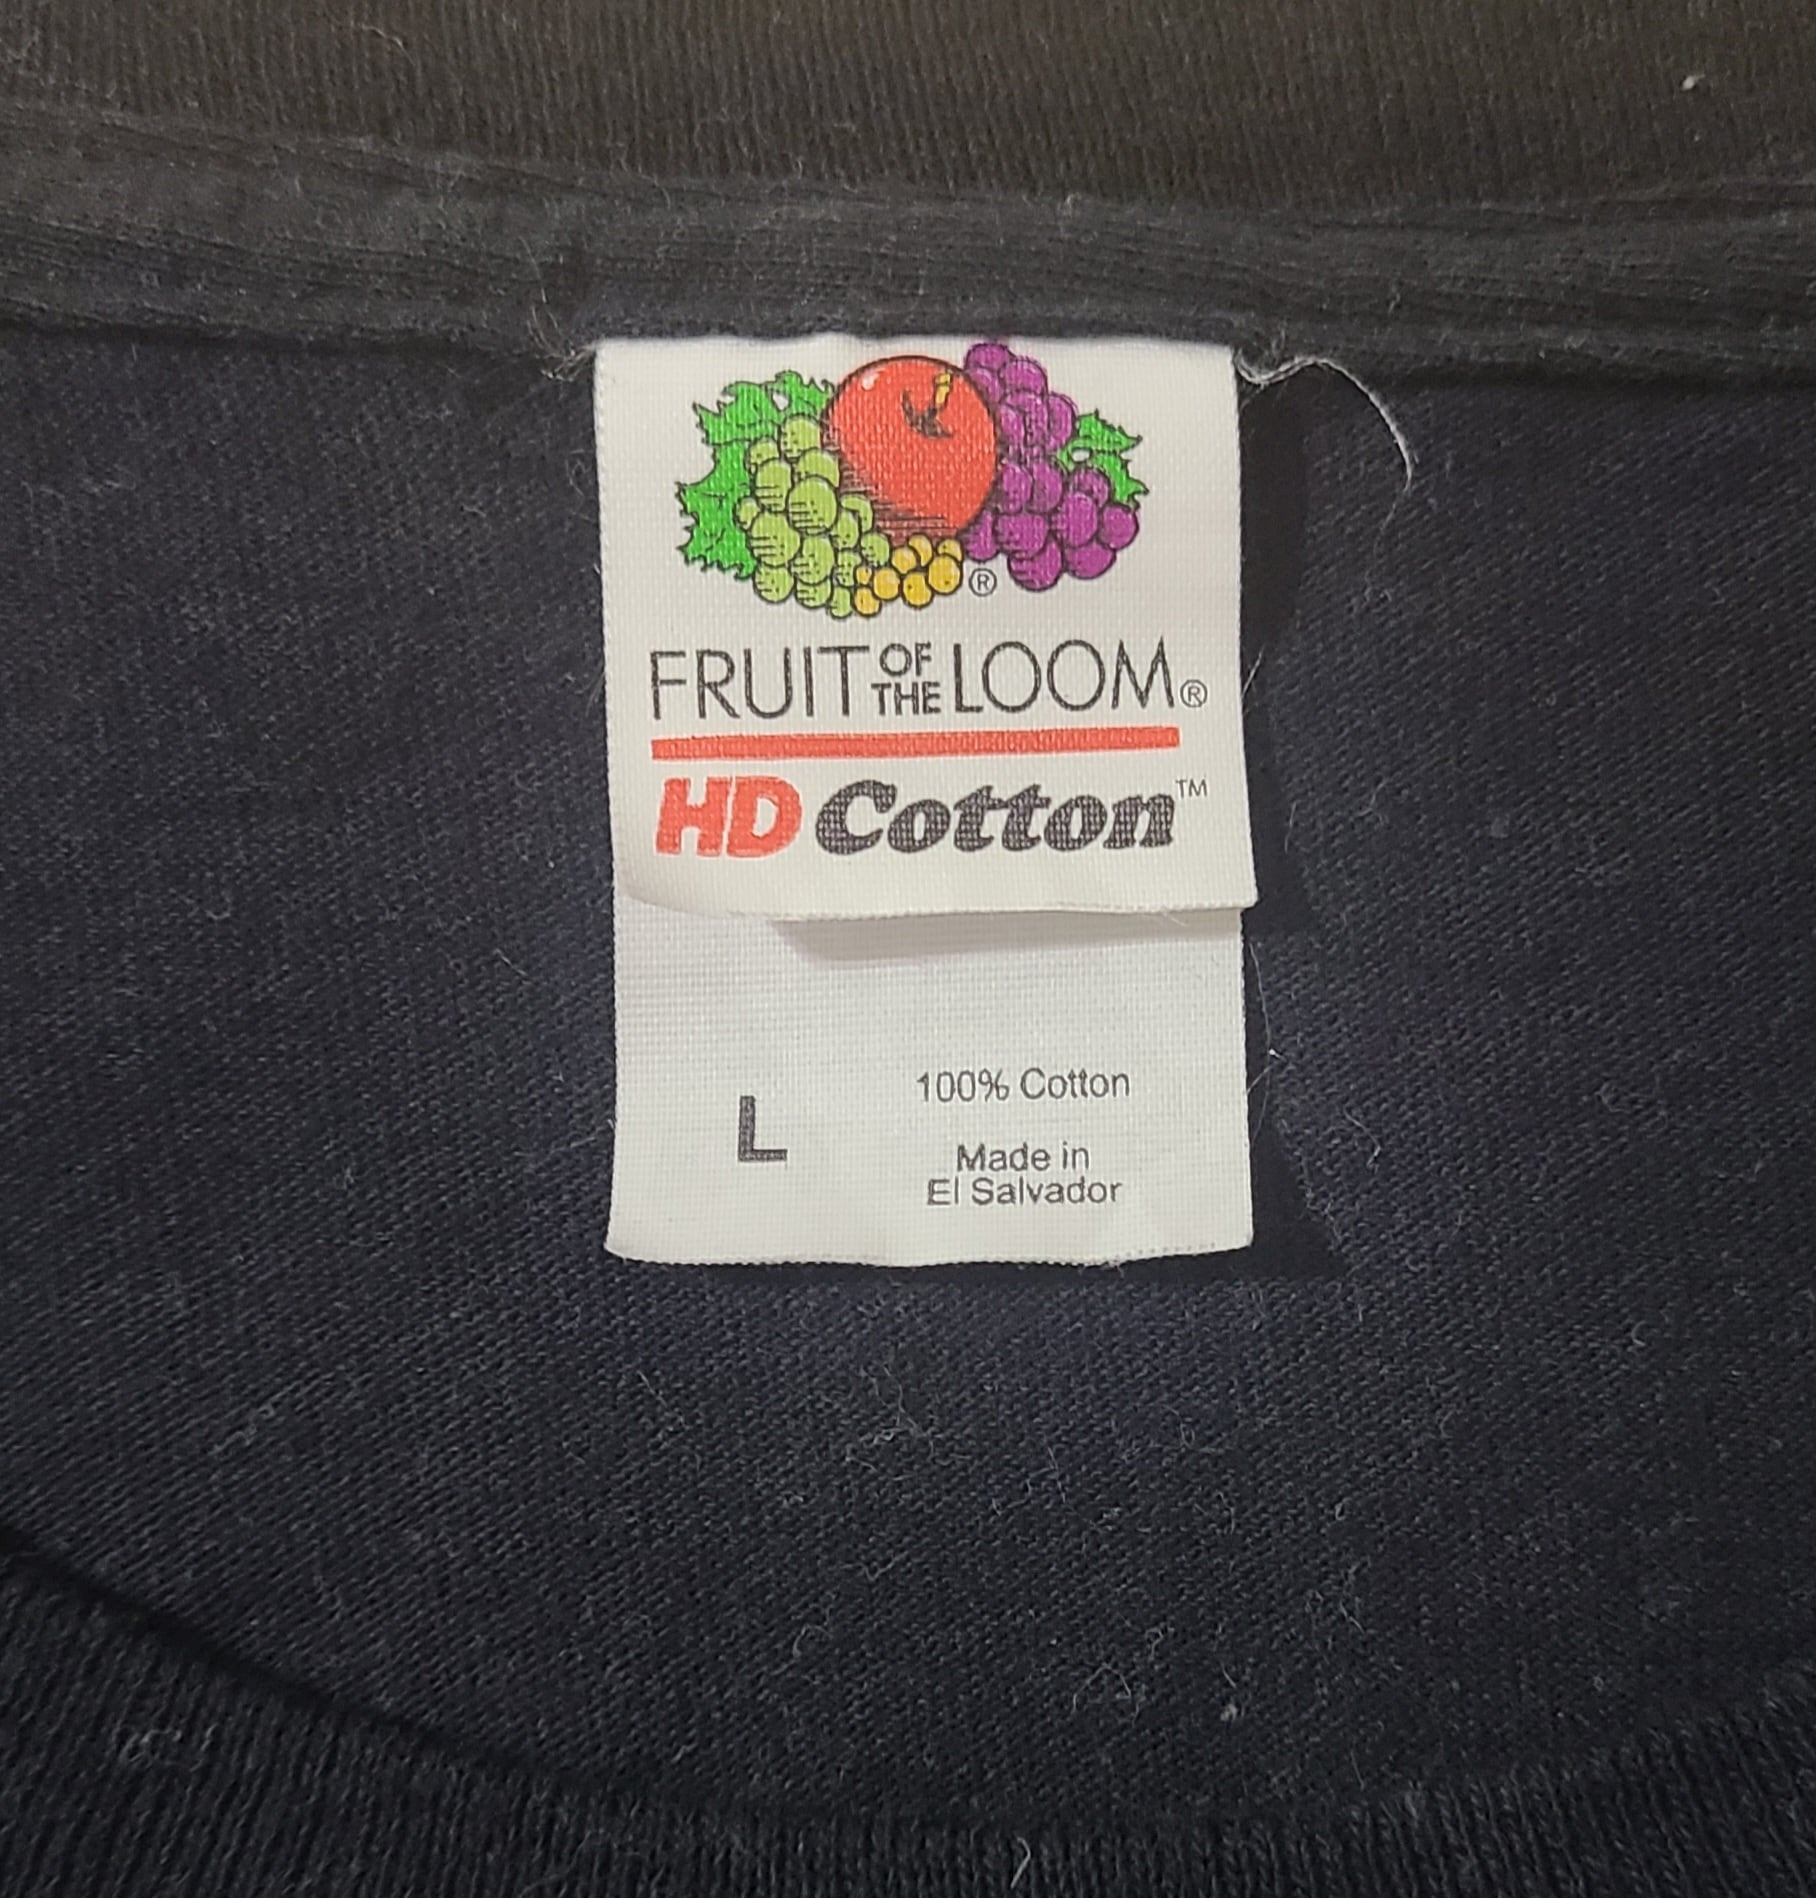 ®
FRUIT OF THE LOOM®
HD Cotton™
L
100% Cotton
Made in
El Salvador